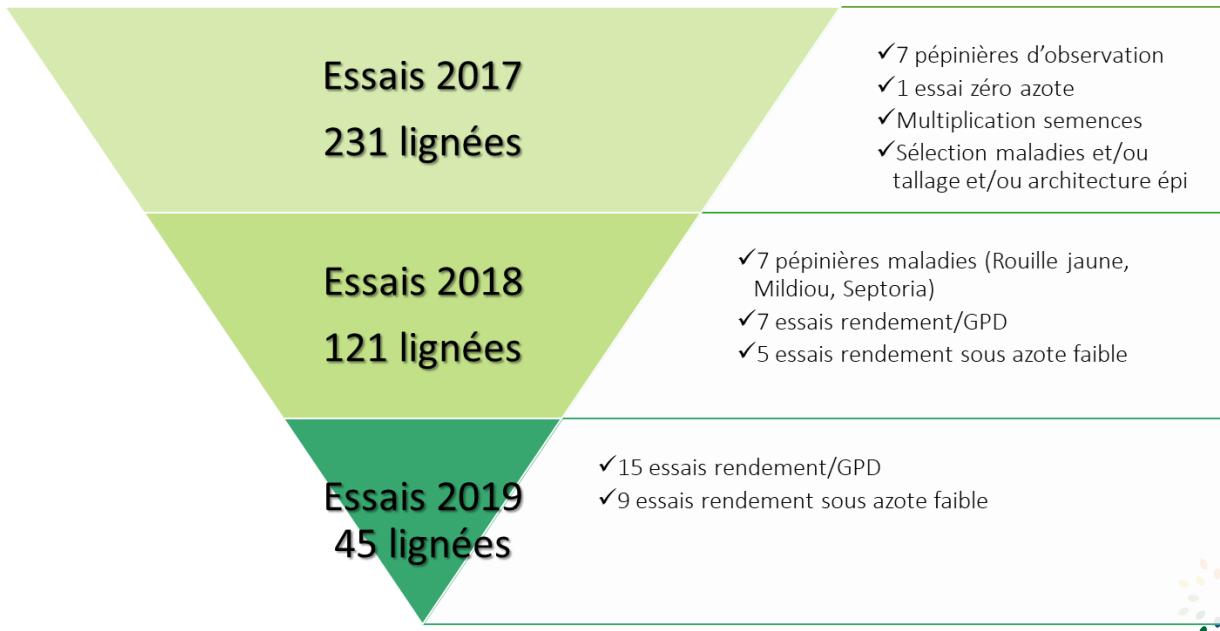 Essais 2017
231 lignées
✓7 pépinières d’observation
✓1 essai zéro azote
✓Multiplication semences
✓Sélection maladies et/ou
tallage et/ou architecture épi
Essais 2018
121 lignées
✓7 pépinières maladies (Rouille jaune,
Mildiou, Septoria)
✓7 essais rendement/GPD
✓5 essais rendement sous azote faible
Essais 2019
45 lignées
✓15 essais rendement/GPD
✓9 essais rendement sous azote faible